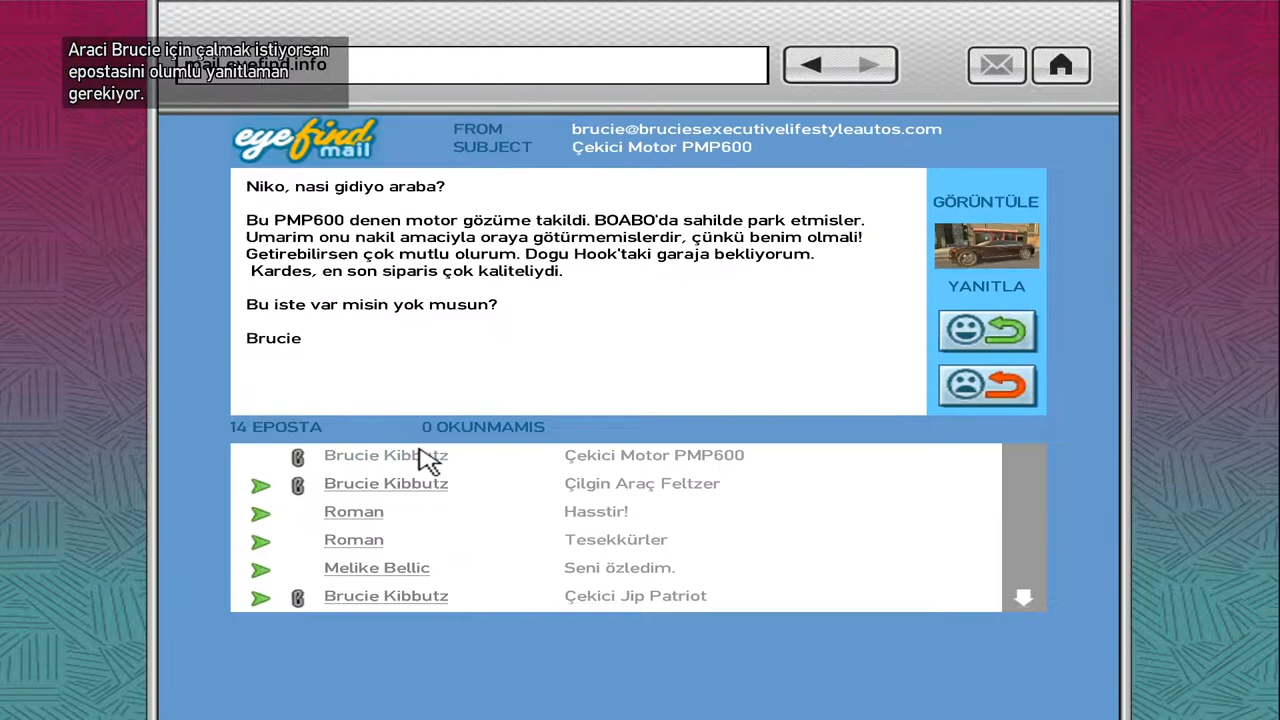 Araci Brucie için çalmak istiyorsan
epostasini olumlu yanitlaman
gerekiyor.
mail.eyefind.info
eyefind
mail
FROM brucie@bruciesexecutivelifestyleautos.com
SUBJECT Çekici Motor PMP600
Niko, nasi gidiyo araba?
Bu PMP600 denen motor gözüme takildi. BOABO'da sahilde park etmisler.
Umarim onu nakil amaciyla oraya götürmemislerdir, çünkü benim olmali!
Getirebilirsen çok mutlu olurum. Dogu Hook'taki garaja bekliyorum.
Kardes, en son siparis çok kaliteliydi.
Bu iste var misin yok musun?
Brucie
GÖRÜNTÜLE
YANITLA
14 EPOSTA 0 OKUNMAMIS
Brucie Kibbutz Çekici Motor PMP600
Brucie Kibbutz Çilgin Araç Feltzer
Roman Hasstir!
Roman Tesekkürler
Melike Bellic Seni özledim.
Brucie Kibbutz Çekici Jip Patriot